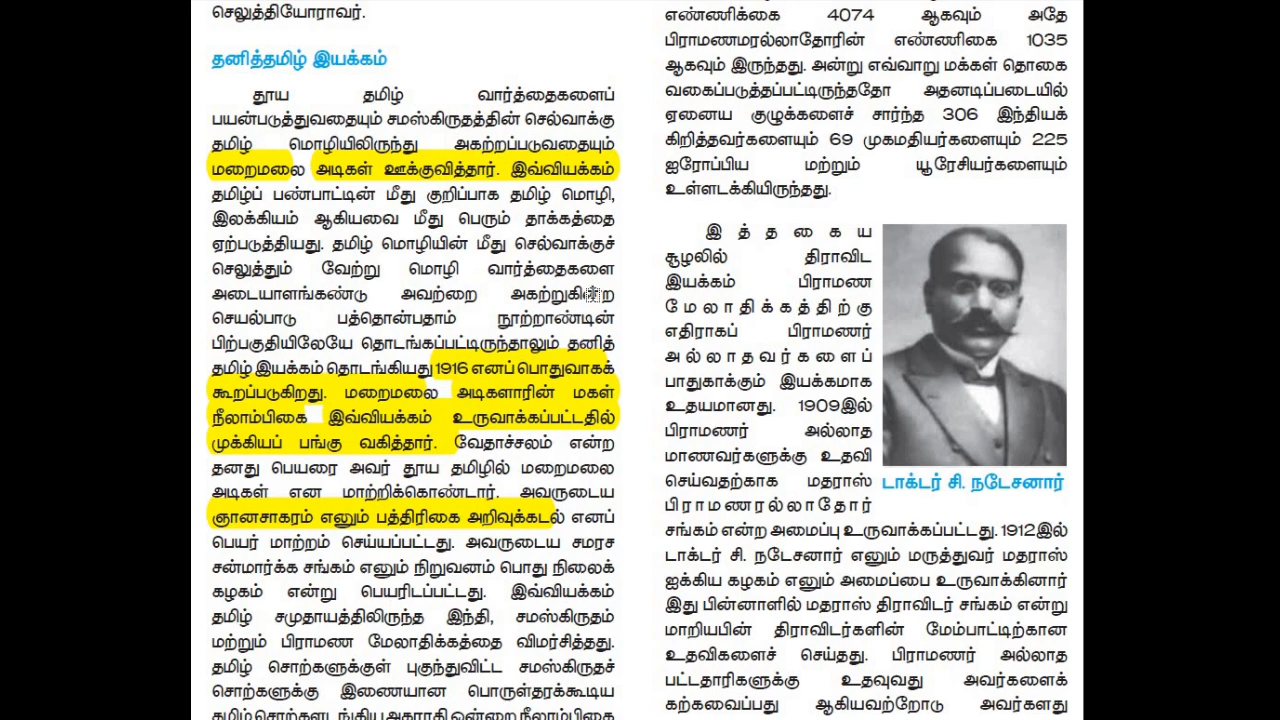 செலுத்தியோராவர்.
தனித்தமிழ் இயக்கம்
தூய தமிழ் வார்த்தைகளைப்
பயன்படுத்துவதையும் சமஸ்கிருதத்தின் செல்வாக்கு
தமிழ் மொழியிலிருந்து அகற்றப்படுவதையும்
மறைமலை அடிகள் ஊக்குவித்தார். இவ்வியக்கம்
தமிழ்ப் பண்பாட்டின் மீது குறிப்பாக தமிழ் மொழி,
இலக்கியம் ஆகியவை மீது பெரும் தாக்கத்தை
ஏற்படுத்தியது. தமிழ் மொழியின் மீது செல்வாக்குச்
செலுத்தும் வேற்று மொழி வார்த்தைகளை
அடையாளங்கண்டு அவற்றை அகற்றுகின்ற
செயல்பாடு பத்தொன்பதாம் நூற்றாண்டின்
பிற்பகுதியிலேயே தொடங்கப்பட்டிருந்தாலும் தனித்
தமிழ் இயக்கம் தொடங்கியது 1916 எனப் பொதுவாகக்
கூறப்படுகிறது. மறைமலை அடிகளாரின் மகள்
நீலாம்பிகை இவ்வியக்கம் உருவாக்கப்பட்டதில்
முக்கியப் பங்கு வகித்தார். வேதாச்சலம் என்ற
தனது பெயரை அவர் தூய தமிழில் மறைமலை
அடிகள் என மாற்றிக்கொண்டார். அவருடைய
ஞானசாகரம் எனும் பத்திரிகை அறிவுக்கடல் எனப்
பெயர் மாற்றம் செய்யப்பட்டது. அவருடைய சமரச
சன்மார்க்க சங்கம் எனும் நிறுவனம் பொது நிலைக்
கழகம் என்று பெயரிடப்பட்டது. இவ்வியக்கம்
தமிழ் சமுதாயத்திலிருந்த இந்தி, சமஸ்கிருதம்
மற்றும் பிராமண மேலாதிக்கத்தை விமர்சித்தது.
தமிழ் சொற்களுக்குள் புகுந்துவிட்ட சமஸ்கிருதச்
சொற்களுக்கு இணையான பொருள்தரக்கூடிய
தமிழ் சொற்களடங்கிய அகராதி ஒன்றை நீலாம்பிகை
எண்ணிக்கை 4074 ஆகவும் அதே
பிராமணமரல்லாதோரின் எண்ணிகை 1035
ஆகவும் இருந்தது. அன்று எவ்வாறு மக்கள் தொகை
வகைப்படுத்தப்பட்டிருந்ததோ அதனடிப்படையில்
ஏனைய குழுக்களைச் சார்ந்த 306 இந்தியக்
கிறித்தவர்களையும் 69 முகமதியர்களையும் 225
ஐரோப்பிய மற்றும் யூரேசியர்களையும்
உள்ளடக்கியிருந்தது.
இத்தகைய
சூழலில் திராவிட
இயக்கம் பிராமண
மேலாதிக்கத்திற்கு
எதிராகப் பிராமணர்
அல்லாதவர்களைப்
பாதுகாக்கும் இயக்கமாக
உதயமானது. 1909இல்
பிராமணர் அல்லாத
மாணவர்களுக்கு உதவி
செய்வதற்காக மதராஸ்
பிராமணரல்லாதோர்
டாக்டர் சி. நடேசனார்
சங்கம் என்ற அமைப்பு உருவாக்கப்பட்டது. 1912இல்
டாக்டர் சி. நடேசனார் எனும் மருத்துவர் மதராஸ்
ஐக்கிய கழகம் எனும் அமைப்பை உருவாக்கினார்
இது பின்னாளில் மதராஸ் திராவிடர் சங்கம் என்று
மாறியபின் திராவிடர்களின் மேம்பாட்டிற்கான
உதவிகளைச் செய்தது. பிராமணர் அல்லாத
பட்டதாரிகளுக்கு உதவுவது அவர்களைக்
கற்கவைப்பது ஆகியவற்றோடு அவர்களது